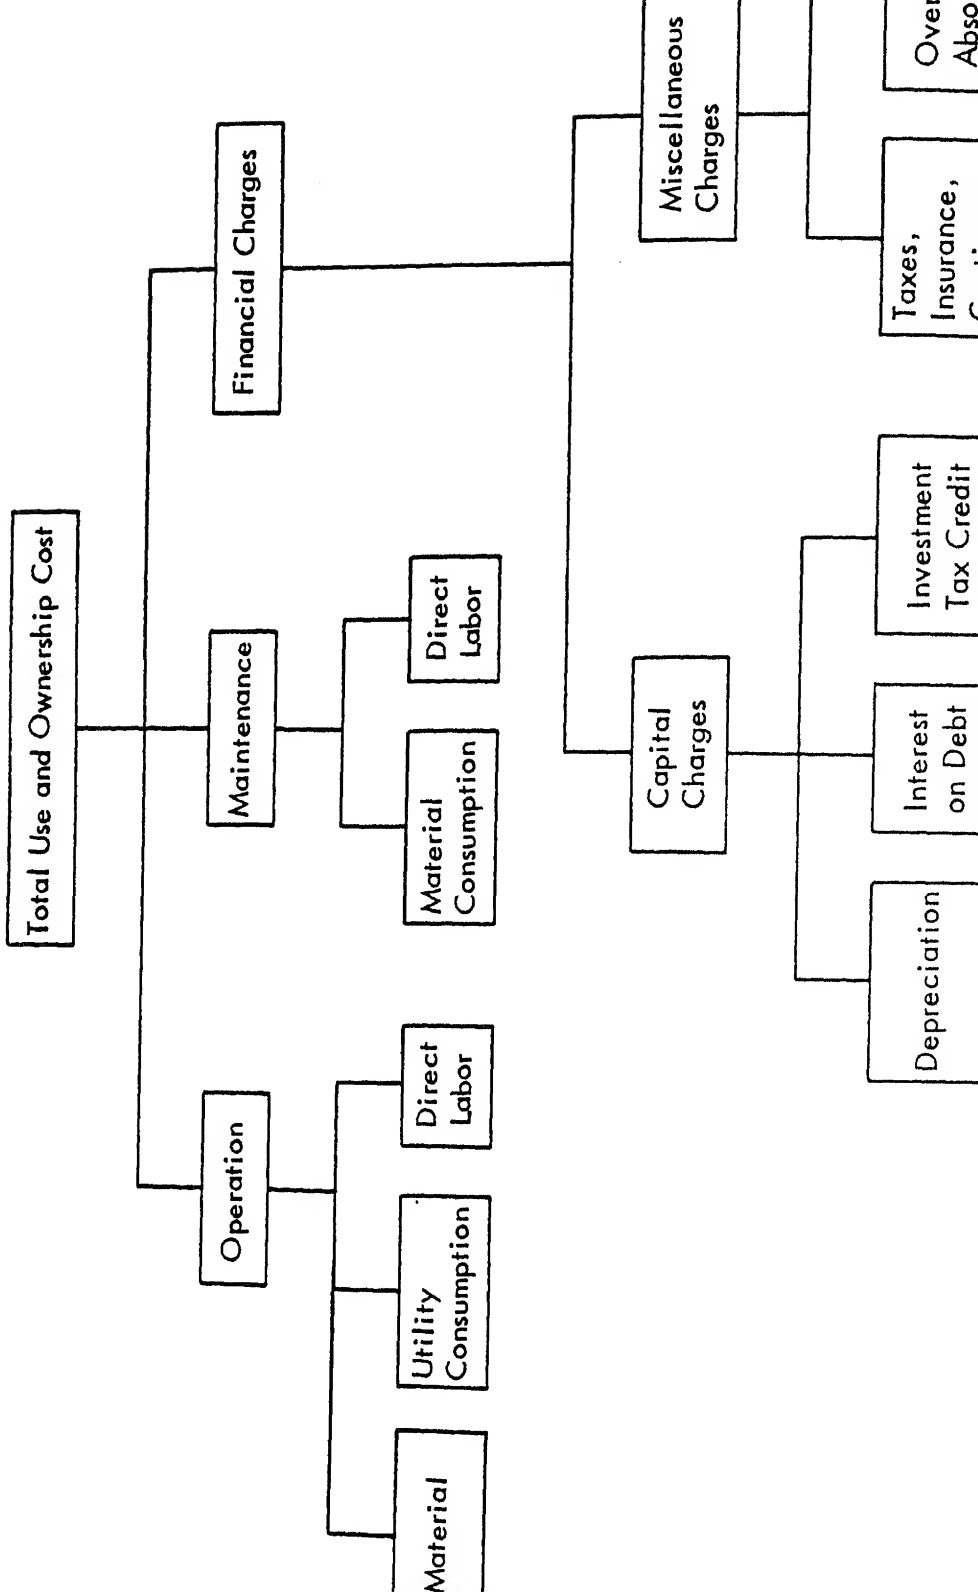 Total Use and Ownership Cost
Operation
Maintenance
Financial Charges
Material
Utility
Consumption
Direct
Labor
Material
Consumption
Direct
Labor
Capital
Charges
Miscellaneous
Charges
Depreciation
Interest
on Debt
Investment
Tax Credit
Taxes,
Insurance,